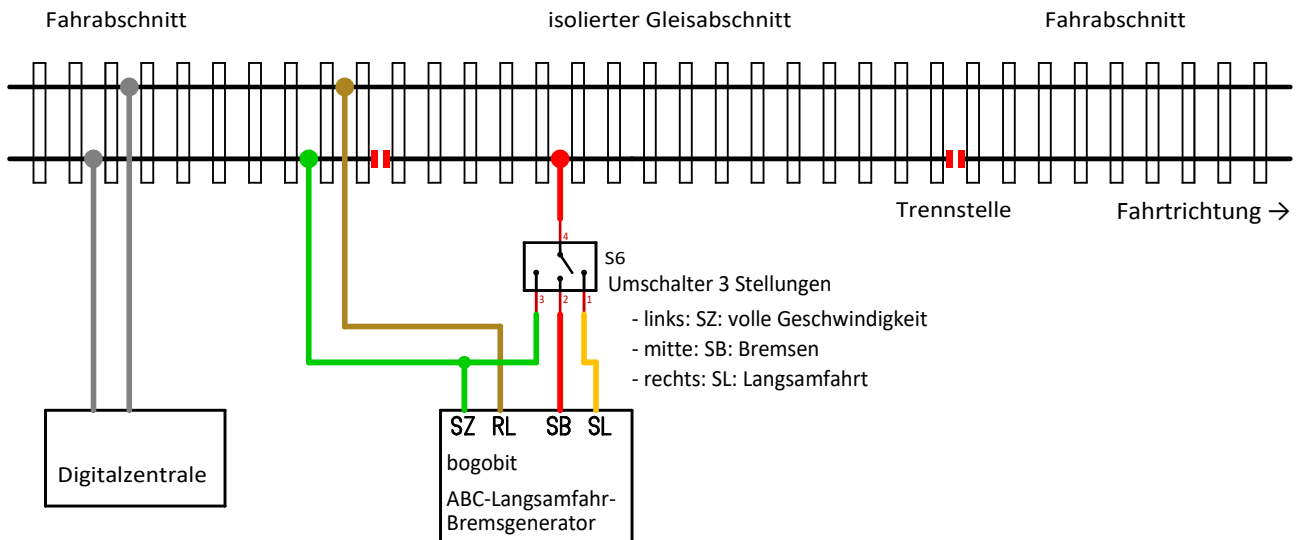 Fahrabschnitt
isolierter Gleisabschnitt
Fahrabschnitt
Trennstelle
Fahrtrichtung →
4
S6
Umschalter 3 Stellungen
3 2 1
- links: SZ: volle Geschwindigkeit
- mitte: SB: Bremsen
- rechts: SL: Langsamfahrt
Digitalzentrale
SZ RL SB SL
bogobit
ABC-Langsamfahr-
Bremsgenerator